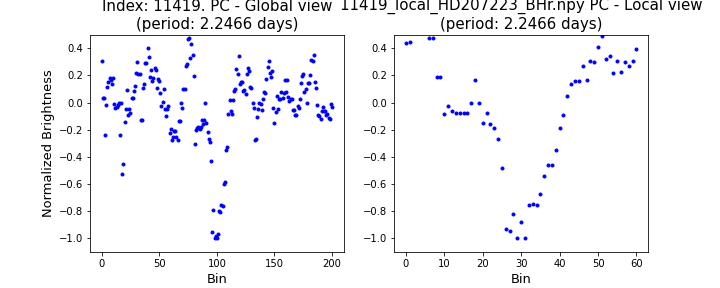 Index: 11419. PC - Global view
(period: 2.2466 days)
11419_local_HD207223_BHr.npy PC - Local view
(period: 2.2466 days)
Normalized Brightness
0.4
0.2
0.0
−0.2
−0.4
−0.6
−0.8
−1.0
0 50 100 150 200
Bin
0.4
0.2
0.0
−0.2
−0.4
−0.6
−0.8
−1.0
0 20 40 60
Bin